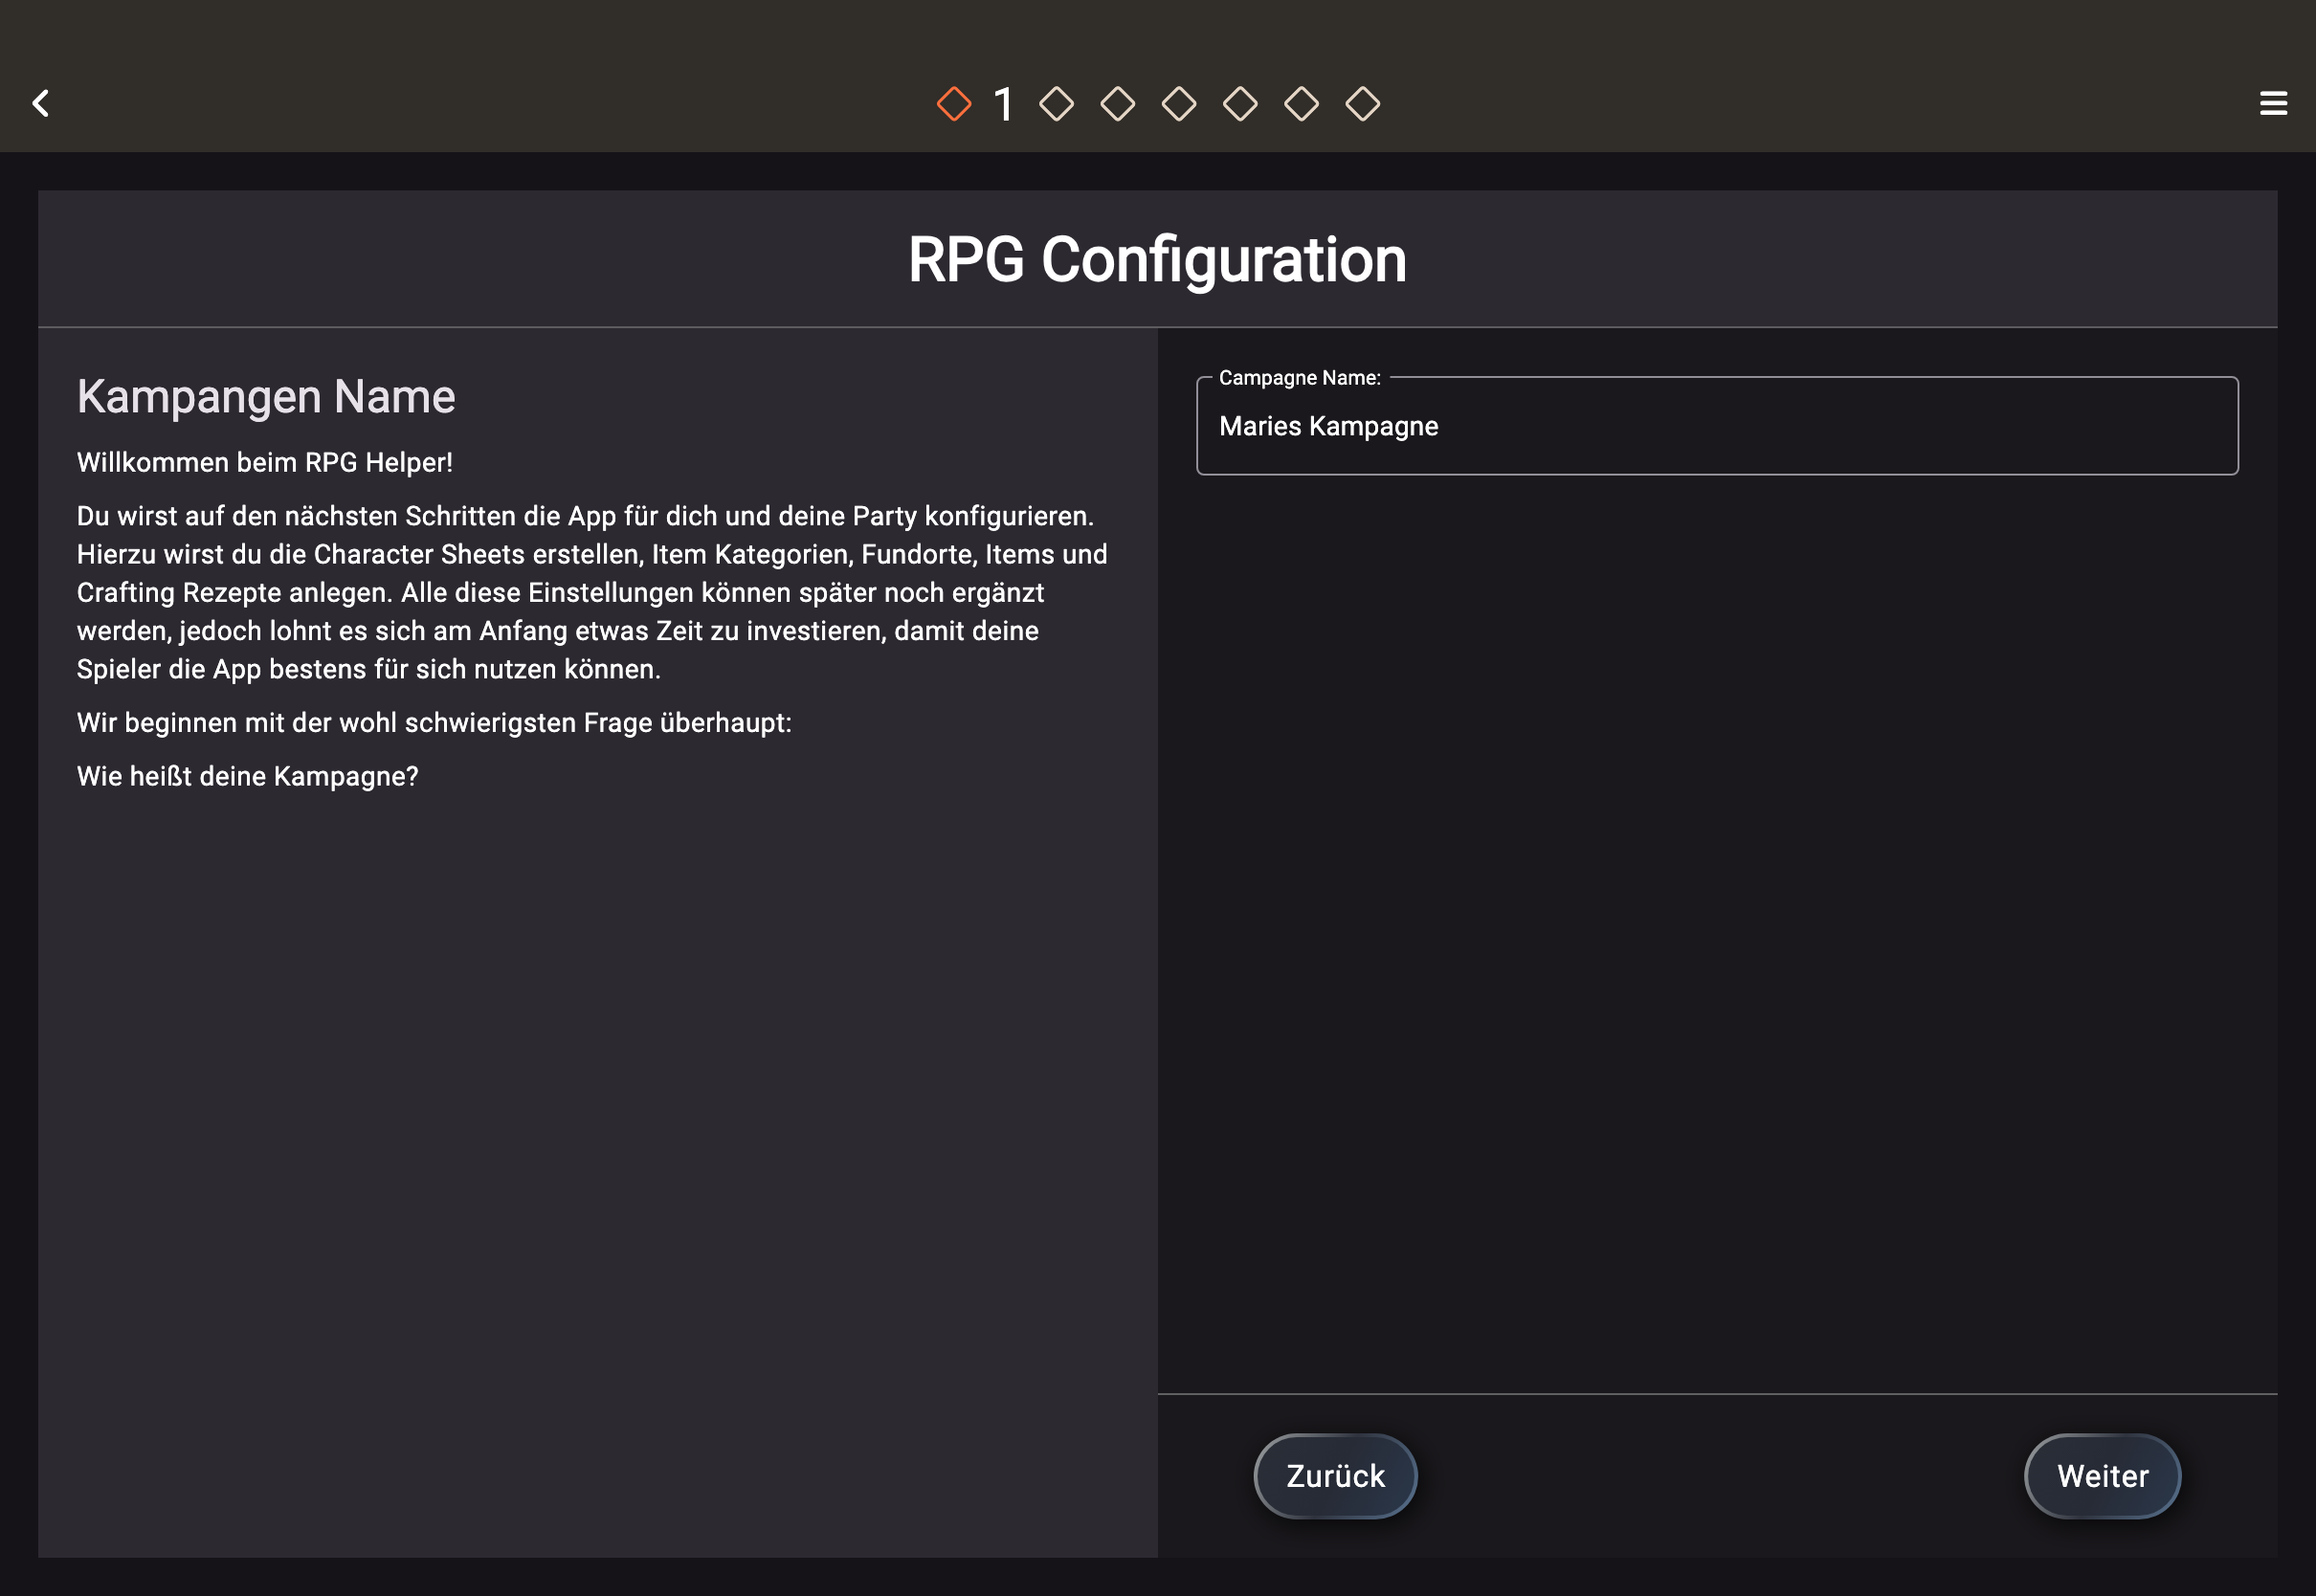 1
RPG Configuration
Kampangen Name
Willkommen beim RPG Helper!
Du wirst auf den nächsten Schritten die App für dich und deine Party konfigurieren.
Hierzu wirst du die Character Sheets erstellen, Item Kategorien, Fundorte, Items und
Crafting Rezepte anlegen. Alle diese Einstellungen können später noch ergänzt
werden, jedoch lohnt es sich am Anfang etwas Zeit zu investieren, damit deine
Spieler die App bestens für sich nutzen können.
Wir beginnen mit der wohl schwierigsten Frage überhaupt:
Wie heißt deine Kampagne?
Campagne Name:
Maries Kampagne
Zurück
Weiter